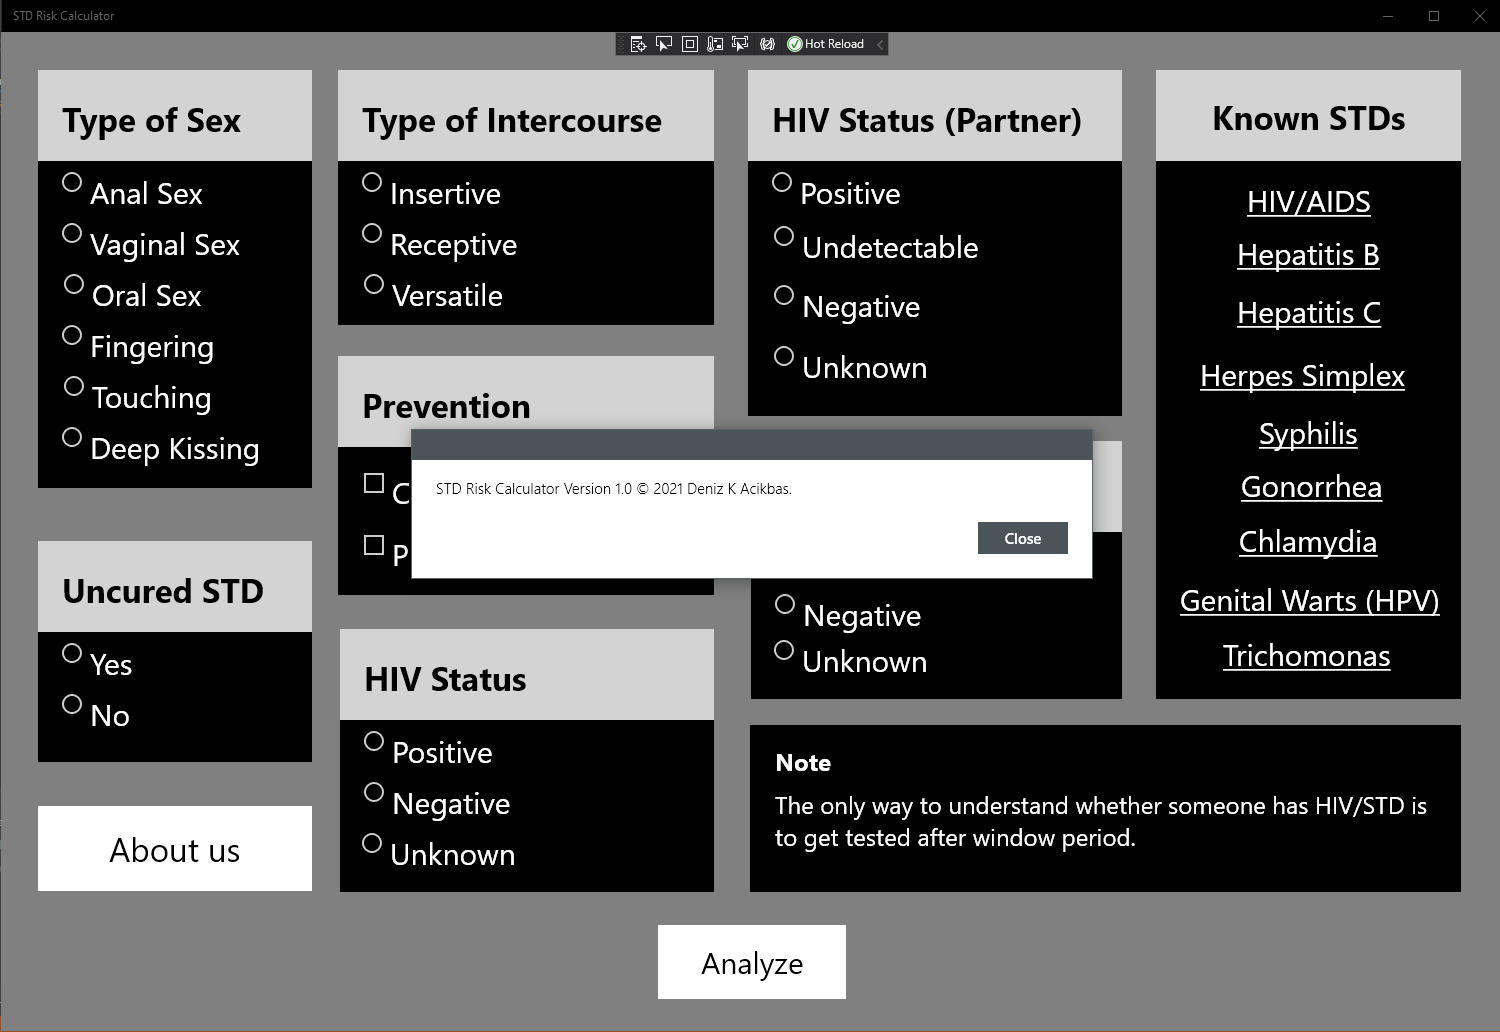 STD Risk Calculator
Hot Reload
Type of Sex
Anal Sex
Vaginal Sex
Oral Sex
Fingering
Touching
Deep Kissing
Type of Intercourse
Insertive
Receptive
Versatile
HIV Status (Partner)
Positive
Undetectable
Negative
Unknown
Known STDs
HIV/AIDS
Hepatitis B
Hepatitis C
Herpes Simplex
Syphilis
Gonorrhea
Chlamydia
Genital Warts (HPV)
Trichomonas
Prevention
C
P
STD Risk Calculator Version 1.0 © 2021 Deniz K Acikbas.
Close
Negative
Unknown
Uncured STD
Yes
No
HIV Status
Positive
Negative
Unknown
Note
The only way to understand whether someone has HIV/STD is
to get tested after window period.
About us
Analyze